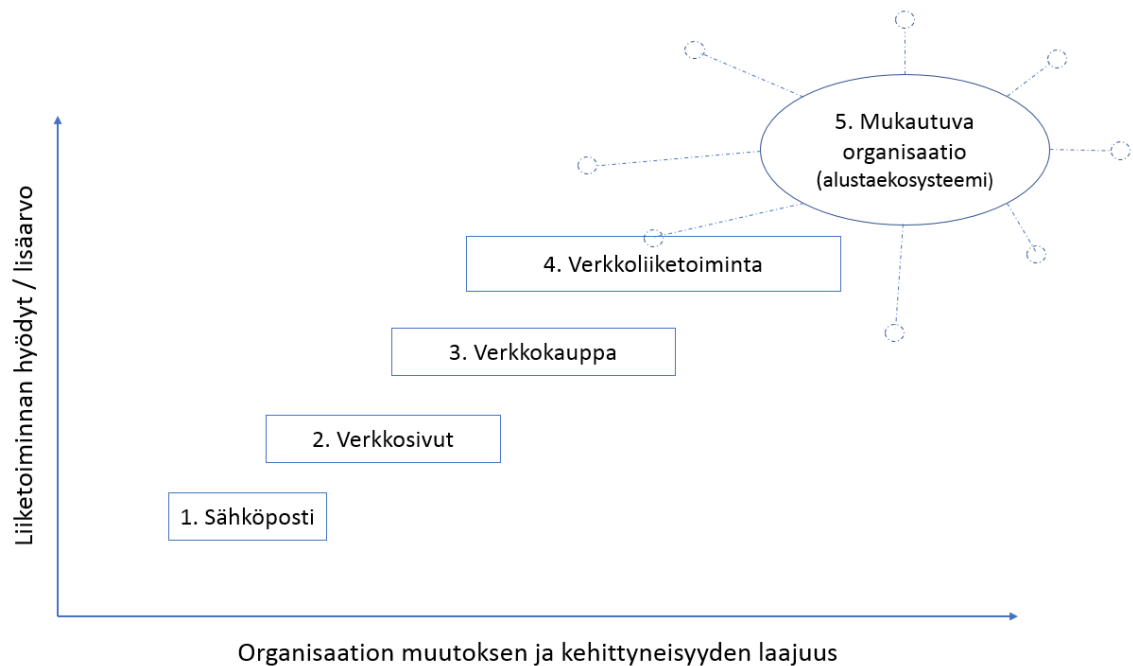 5. Mukautuva
organisaatio
(alustaekosysteemi)
4. Verkkoliiketoiminta
3. Verkkokauppa
2. Verkkosivut
1. Sähköposti
Liiketoiminnan hyödyt / lisäarvo
Organisaation muutoksen ja kehittyneisyyden laajuus